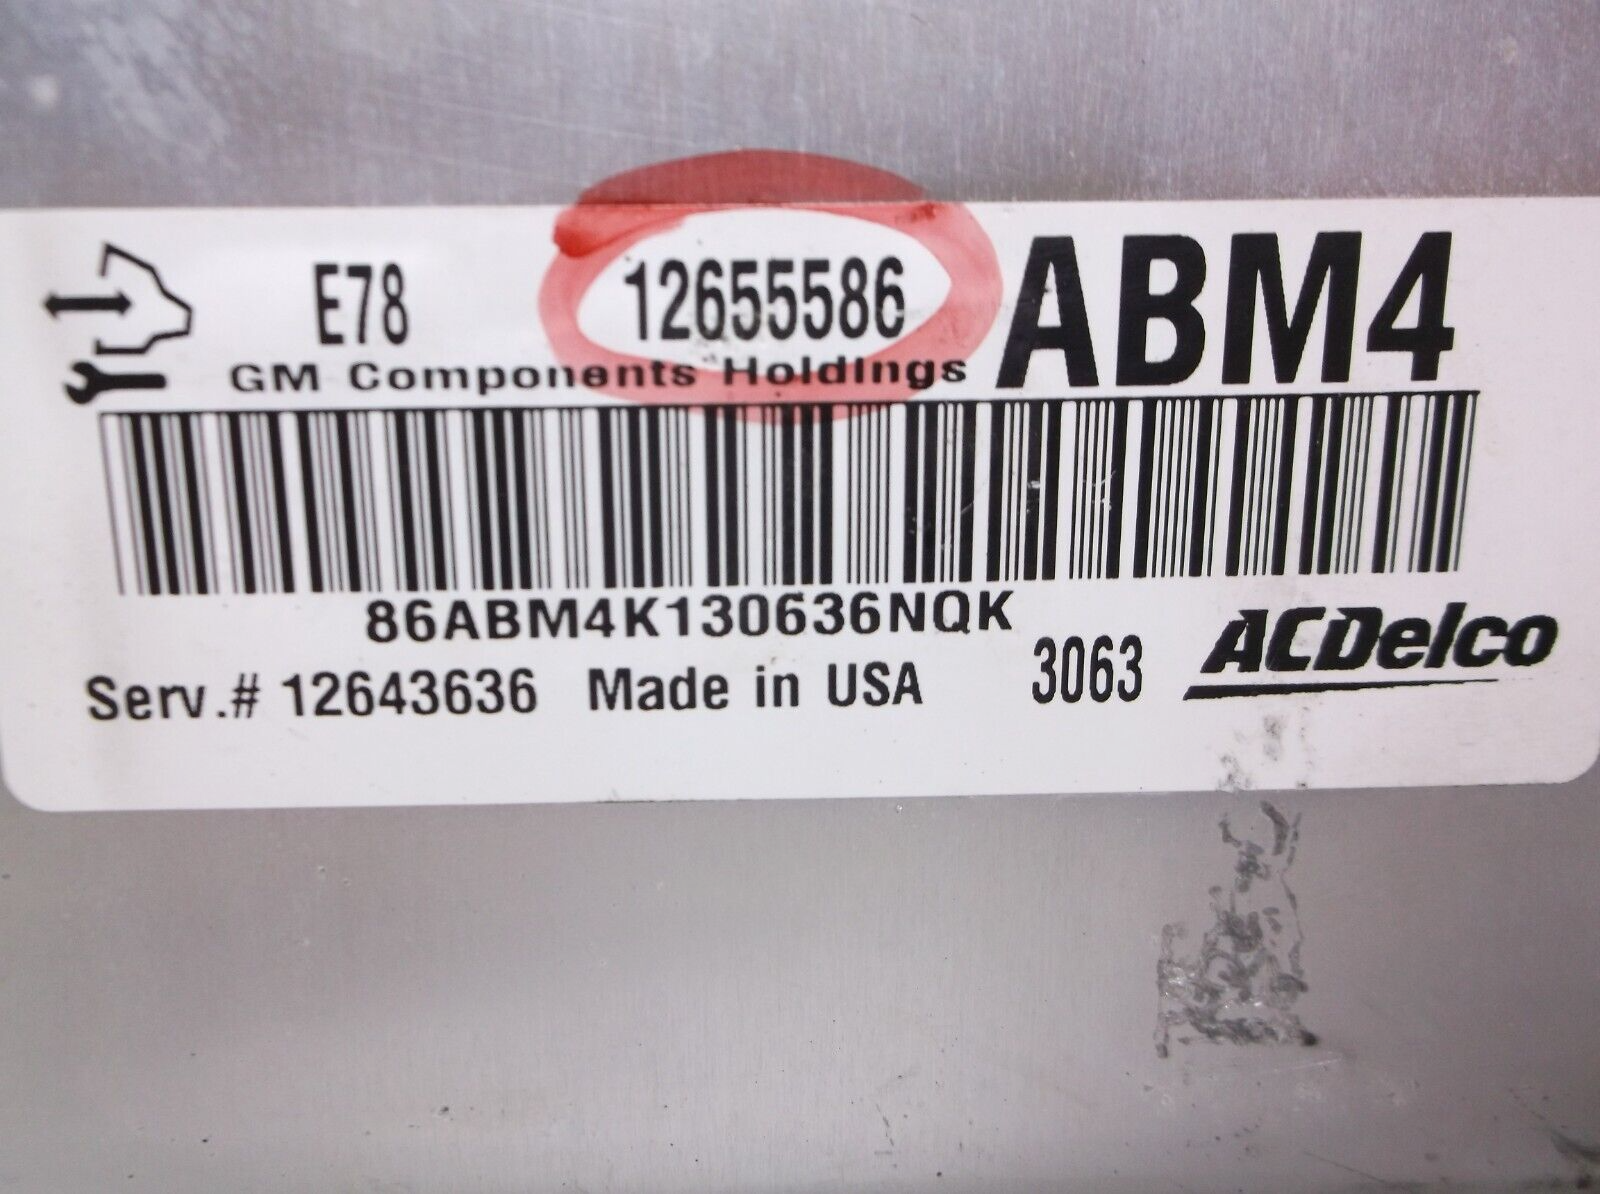 E78 12655586 ABM4
GM Components Holdings
86ABM4K130636NQK
Serv.# 12643636 Made in USA 3063 ACDelco